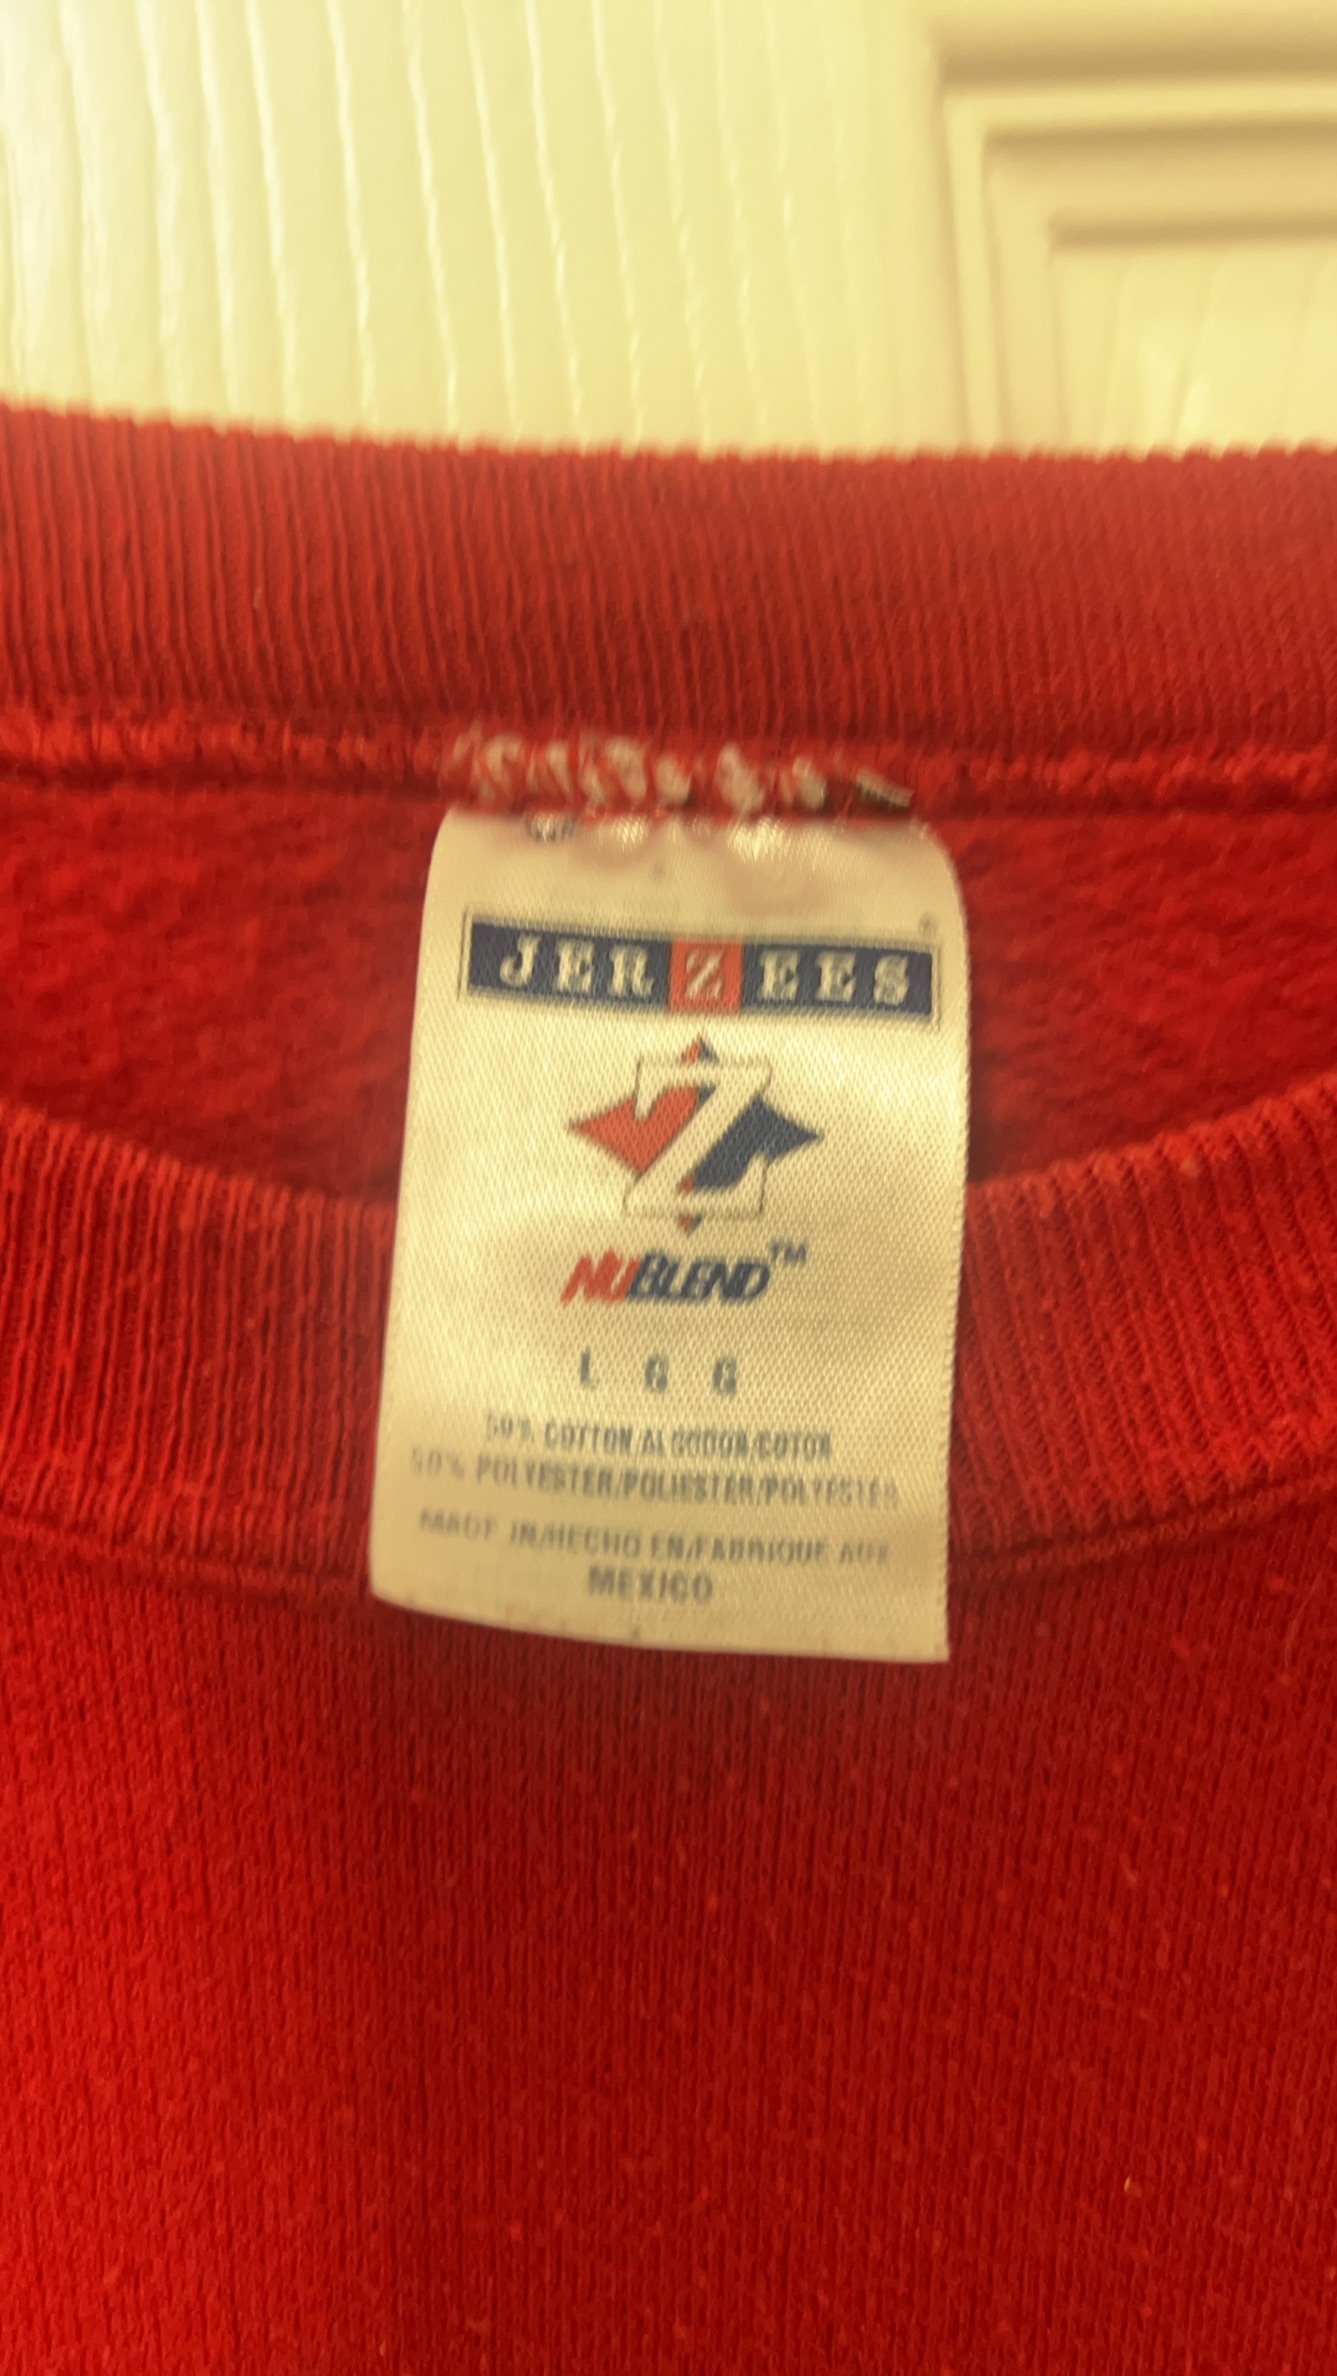 ®
JERZEES
Z
NUBLEND™
L G G
50% COTTON/ALGODON/COTON
50% POLYESTER/POLIESTER/POLYESTER
MADE IN/HECHO EN/FABRIQUE AUX
MEXICO